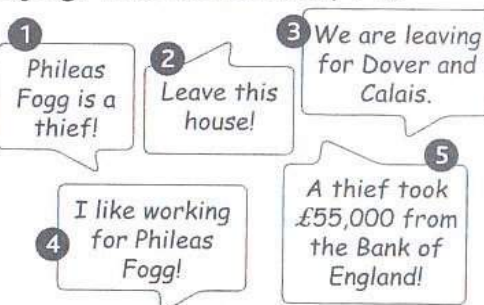 1
Phileas
Fogg is a
thief!
2
Leave this
house!
3
We are leaving
for Dover and
Calais.
4
I like working
for Phileas
Fogg!
5
A thief took
£55,000 from
the Bank of
England!